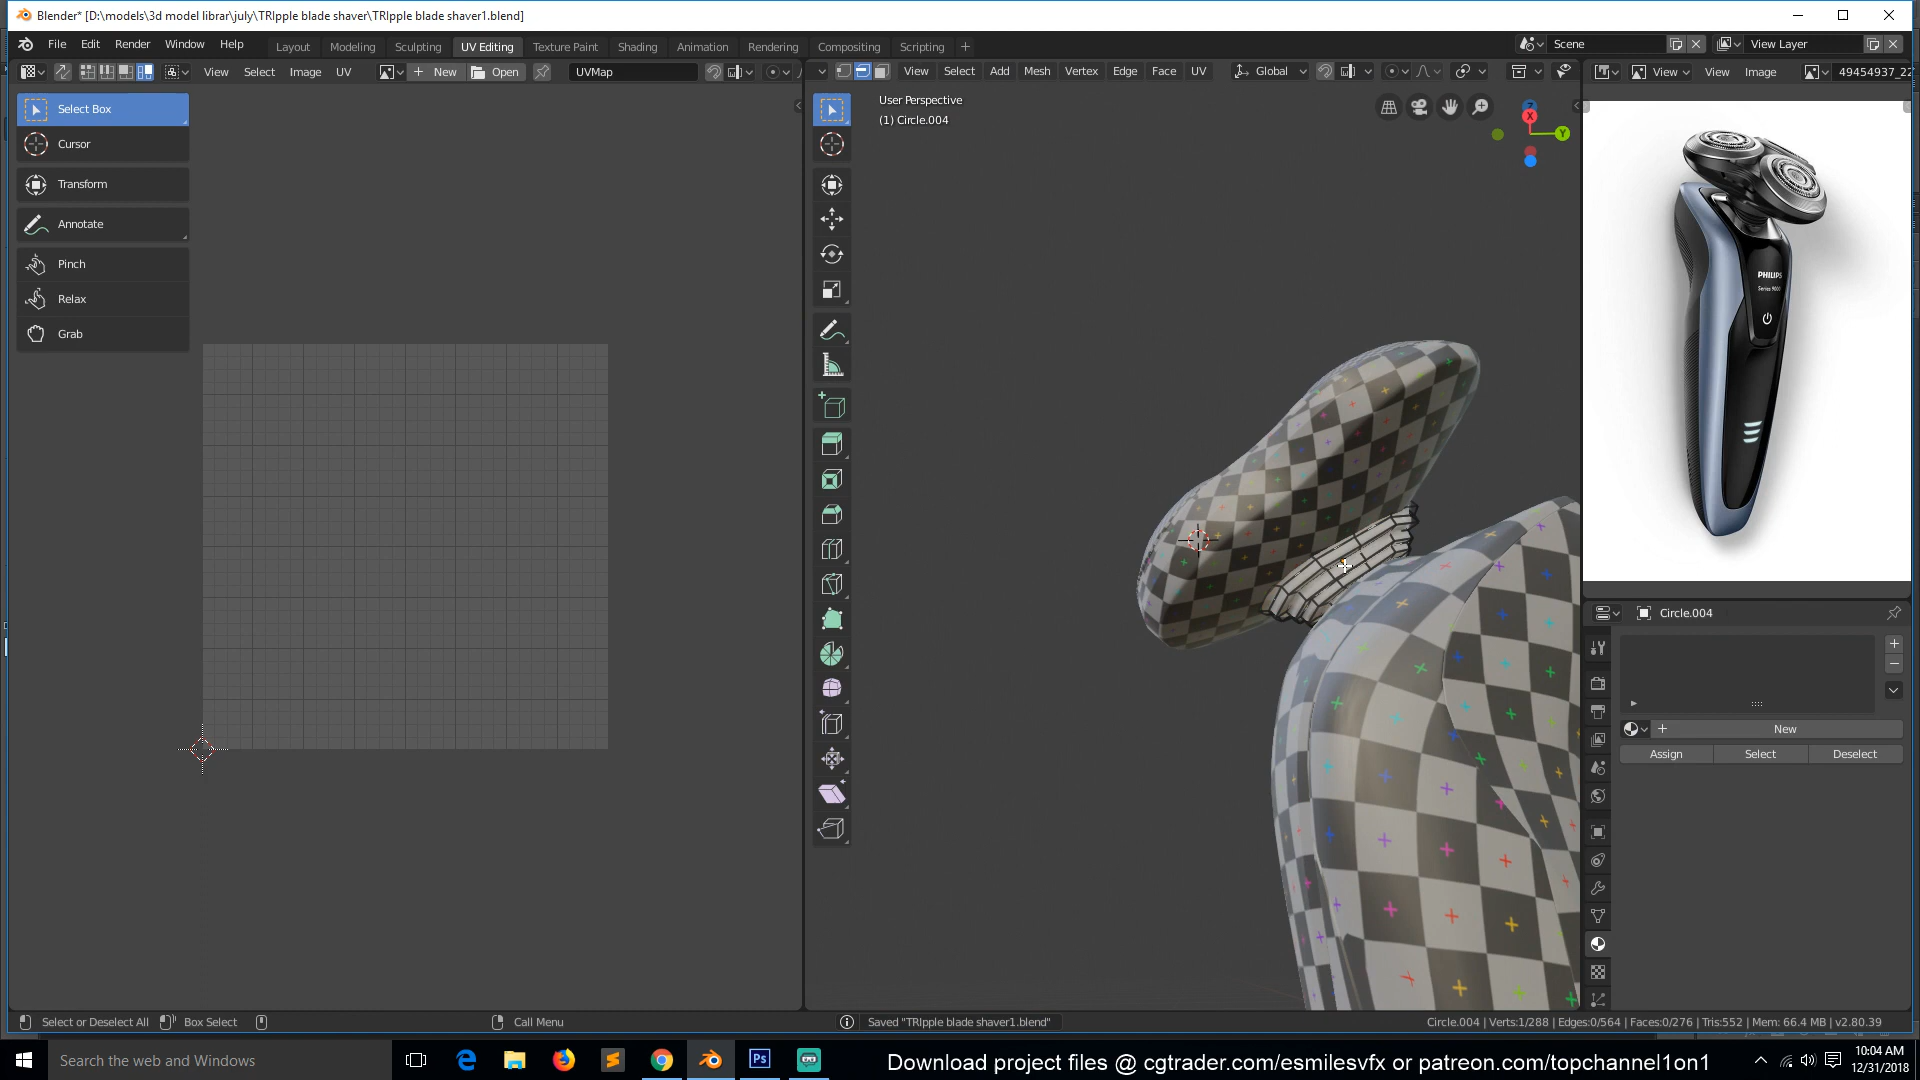 Blender* [D:\models\3d model librar\july\TRIpple blade shaver\TRIpple blade shaver1.blend]
File Edit Render Window Help Layout Modeling Sculpting UV Editing Texture Paint Shading Animation Rendering Compositing Scripting Scene View Layer
View Select Image UV New Open UVMap View Select Add Mesh Vertex Edge Face UV Global View View Image 49454937_22
Select Box
Cursor
Transform
Annotate
Pinch
Relax
Grab
User Perspective
(1) Circle.004
X
Y
Z
PHILIPS
Series 9000
Circle.004
New
Assign Select Deselect
Select or Deselect All Box Select Call Menu Saved "TRIpple blade shaver1.blend" Circle.004 | Verts:1/288 | Edges:0/564 | Faces:0/276 | Tris:552 | Mem: 66.4 MB | v2.80.39
Search the web and Windows
Ps
Download project files @ cgtrader.com/esmilesvfx or patreon.com/topchannel1on1
10:04 AM
12/31/2018